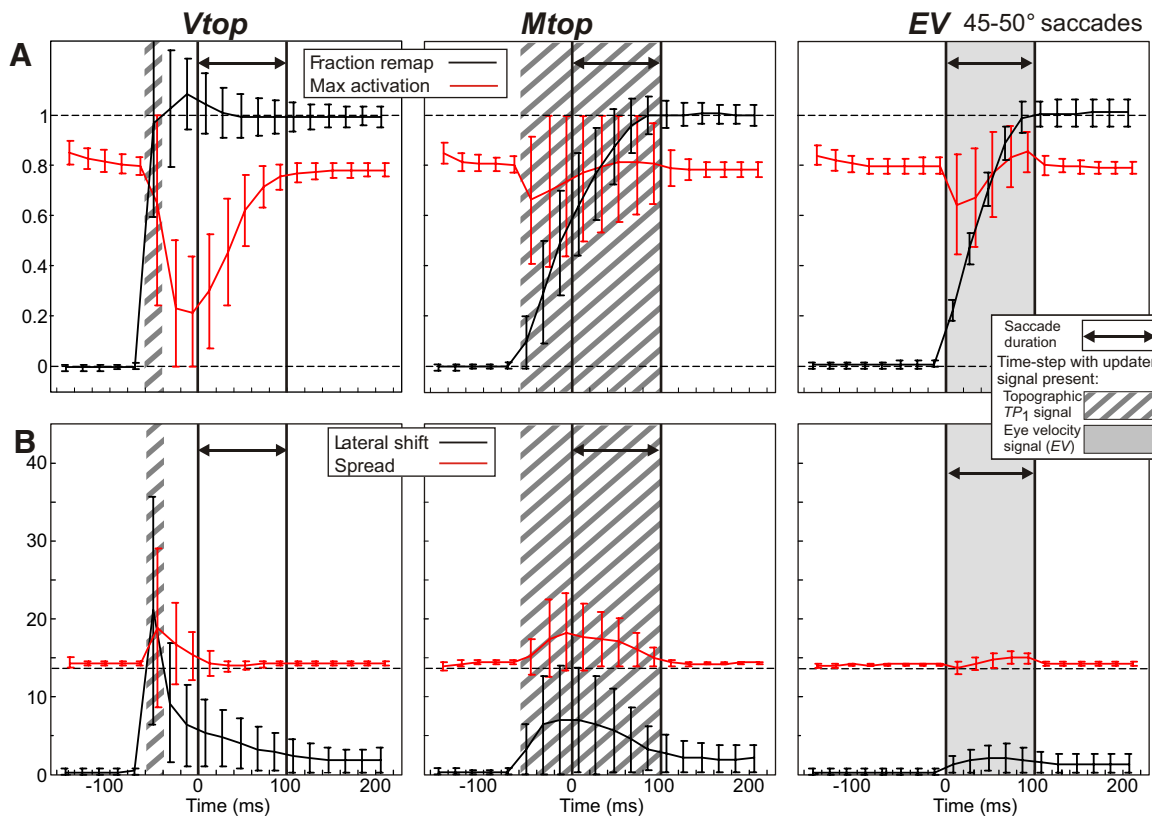 Vtop
Mtop
EV 45-50° saccades
A
Fraction remap
Max activation
1
0.8
0.6
0.4
0.2
0
Saccade
duration
Time-step with updater
signal present:
Topographic
TP1 signal
Eye velocity
signal (EV)
B
Lateral shift
Spread
40
30
20
10
0
-100 0 100 200
-100 0 100 200
-100 0 100 200
Time (ms)
Time (ms)
Time (ms)